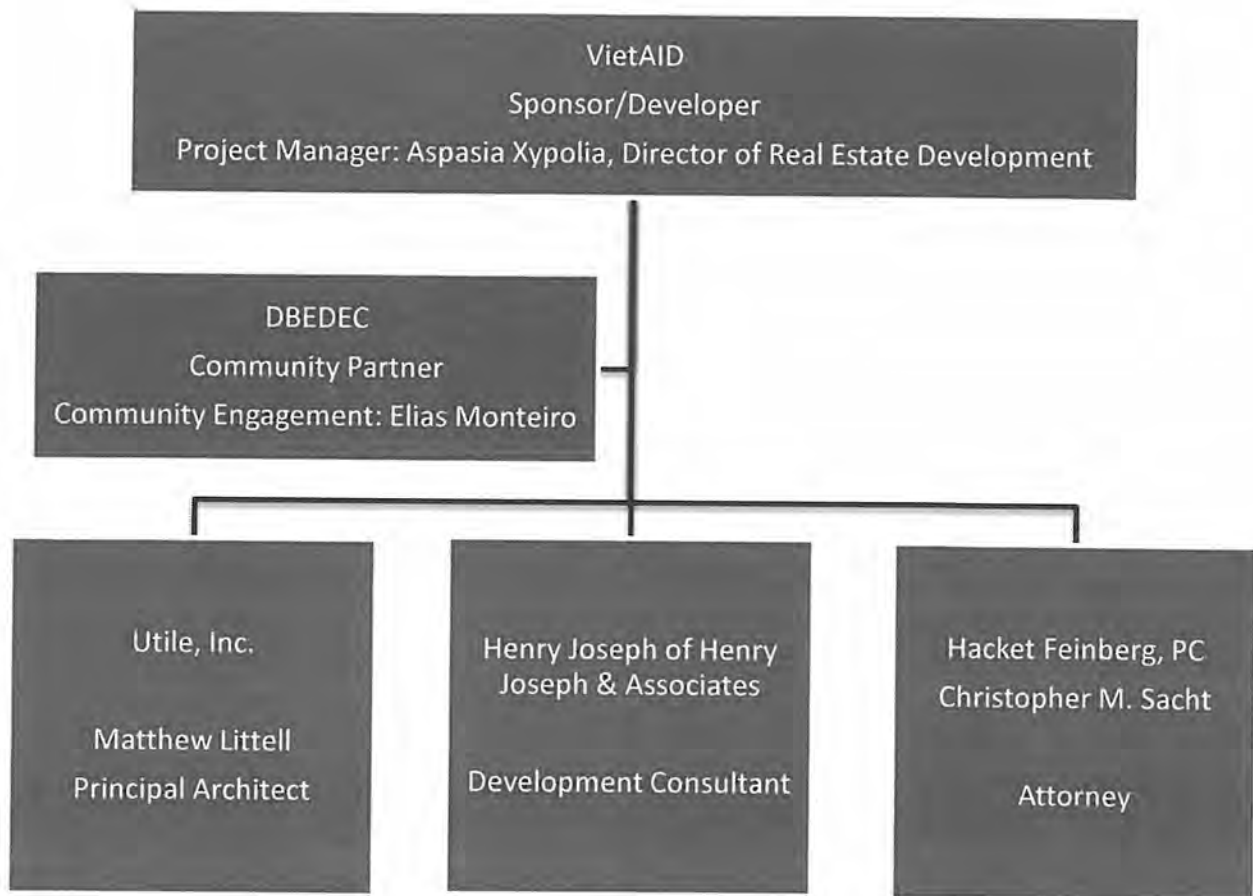 VietAID
Sponsor/Developer
Project Manager: Aspasia Xypolia, Director of Real Estate Development
DBEDEC
Community Partner
Community Engagement: Elias Monteiro
Utile, Inc.
Matthew Littell
Principal Architect
Henry Joseph of Henry
Joseph & Associates
Development Consultant
Hacket Feinberg, PC
Christopher M. Sacht
Attorney